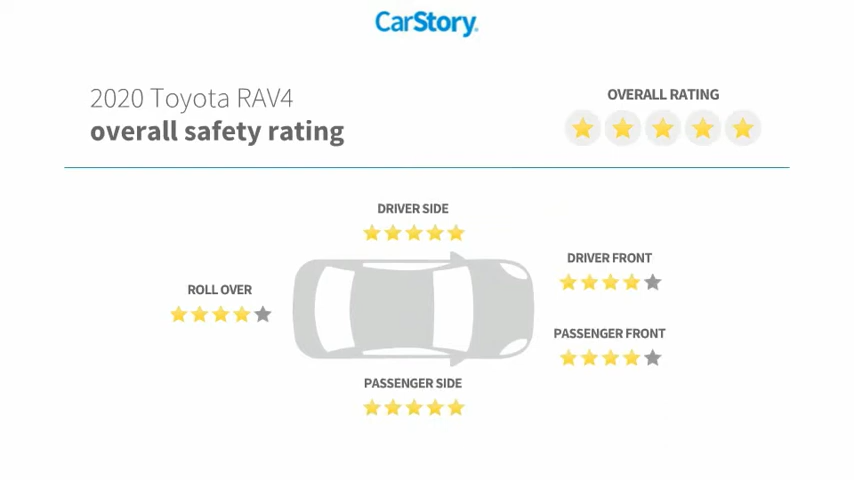 CarStory.
2020 Toyota RAV4
overall safety rating
OVERALL RATING
DRIVER SIDE
DRIVER FRONT
ROLL OVER
PASSENGER FRONT
PASSENGER SIDE